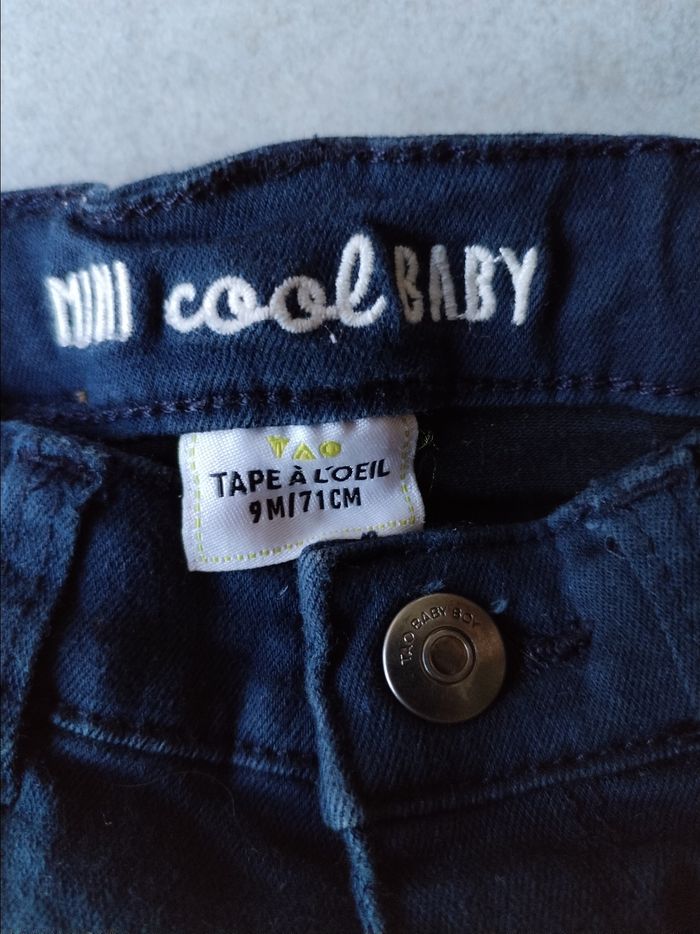 MINI cool BABY
TAO
TAPE À L'OEIL
9M/71CM
TAO BABY BOY